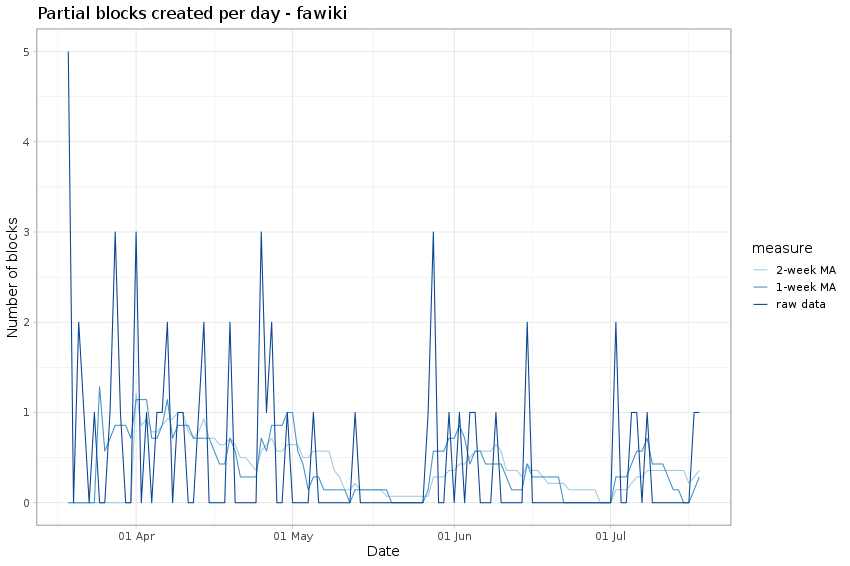 Partial blocks created per day - fawiki
Number of blocks
5
4
3
2
1
0
01 Apr
01 May
01 Jun
01 Jul
Date
measure
2-week MA
1-week MA
raw data